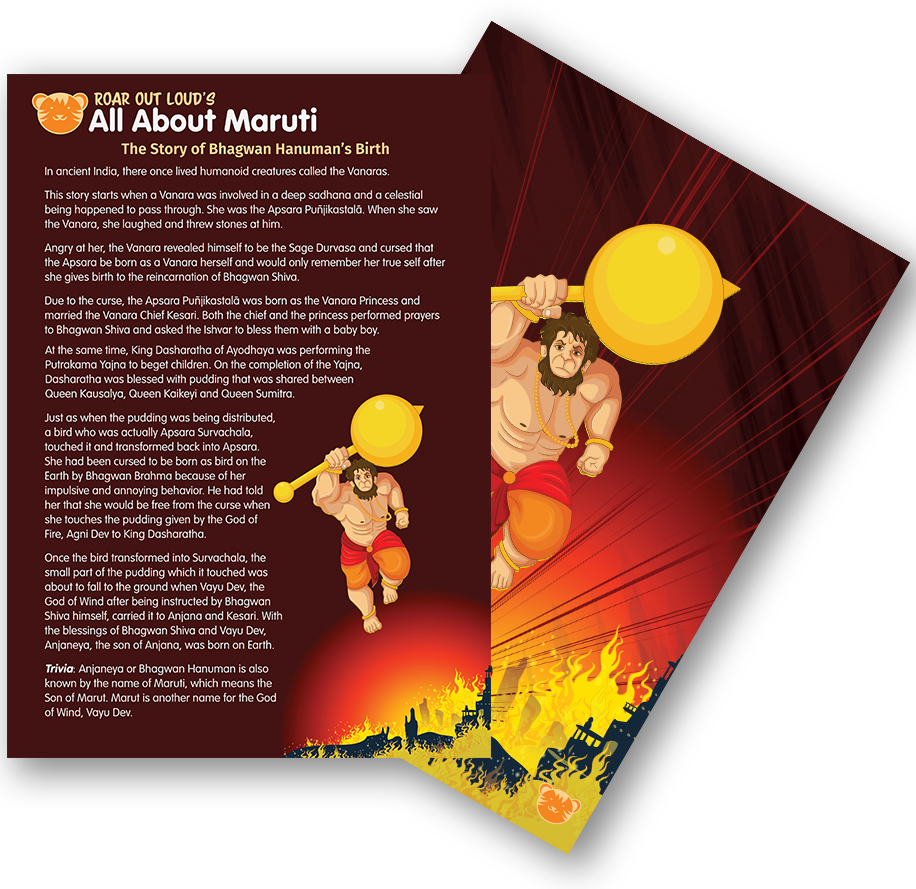 ROAR OUT LOUD'S
All About Maruti
The Story of Bhagwan Hanuman's Birth
In ancient India, there once lived humanoid creatures called the Vanaras.
This story starts when a Vanara was involved in a deep sadhana and a celestial
being happened to pass through. She was the Apsara Puñjikastalā. When she saw
the Vanara, she laughed and threw stones at him.
Angry at her, the Vanara revealed himself to be the Sage Durvasa and cursed that
the Apsara be born as a Vanara herself and would only remember her true self after
she gives birth to the reincarnation of Bhagwan Shiva.
Due to the curse, the Apsara Puñjikastalā was born as the Vanara Princess and
married the Vanara Chief Kesari. Both the chief and the princess performed prayers
to Bhagwan Shiva and asked the Ishvar to bless them with a baby boy.
At the same time, King Dasharatha of Ayodhaya was performing the
Putrakama Yajna to beget children. On the completion of the Yajna,
Dasharatha was blessed with pudding that was shared between
Queen Kausalya, Queen Kaikeyi and Queen Sumitra.
Just as when the pudding was being distributed,
a bird who was actually Apsara Survachala,
touched it and transformed back into Apsara.
She had been cursed to be born as bird on the
Earth by Bhagwan Brahma because of her
impulsive and annoying behavior. He had told
her that she would be free from the curse when
she touches the pudding given by the God of
Fire, Agni Dev to King Dasharatha.
Once the bird transformed into Survachala, the
small part of the pudding which it touched was
about to fall to the ground when Vayu Dev, the
God of Wind after being instructed by Bhagwan
Shiva himself, carried it to Anjana and Kesari. With
the blessings of Bhagwan Shiva and Vayu Dev,
Anjaneya, the son of Anjana, was born on Earth.
Trivia: Anjaneya or Bhagwan Hanuman is also
known by the name of Maruti, which means the
Son of Marut. Marut is another name for the God
of Wind, Vayu Dev.